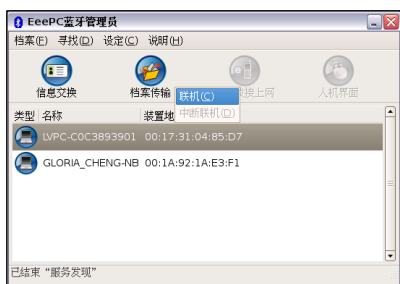 EeePC蓝牙管理员
档案(F) 寻找(D) 设定(C) 说明(H)
信息交换 档案传输 接上网 人机界面
联机(C)
中断联机(D)
类型 名称 装置地
LVPC-C0C3893901 00:17:31:04:85:D7
GLORIA_CHENG-NB 00:1A:92:1A:E3:F1
已结束“服务发现”